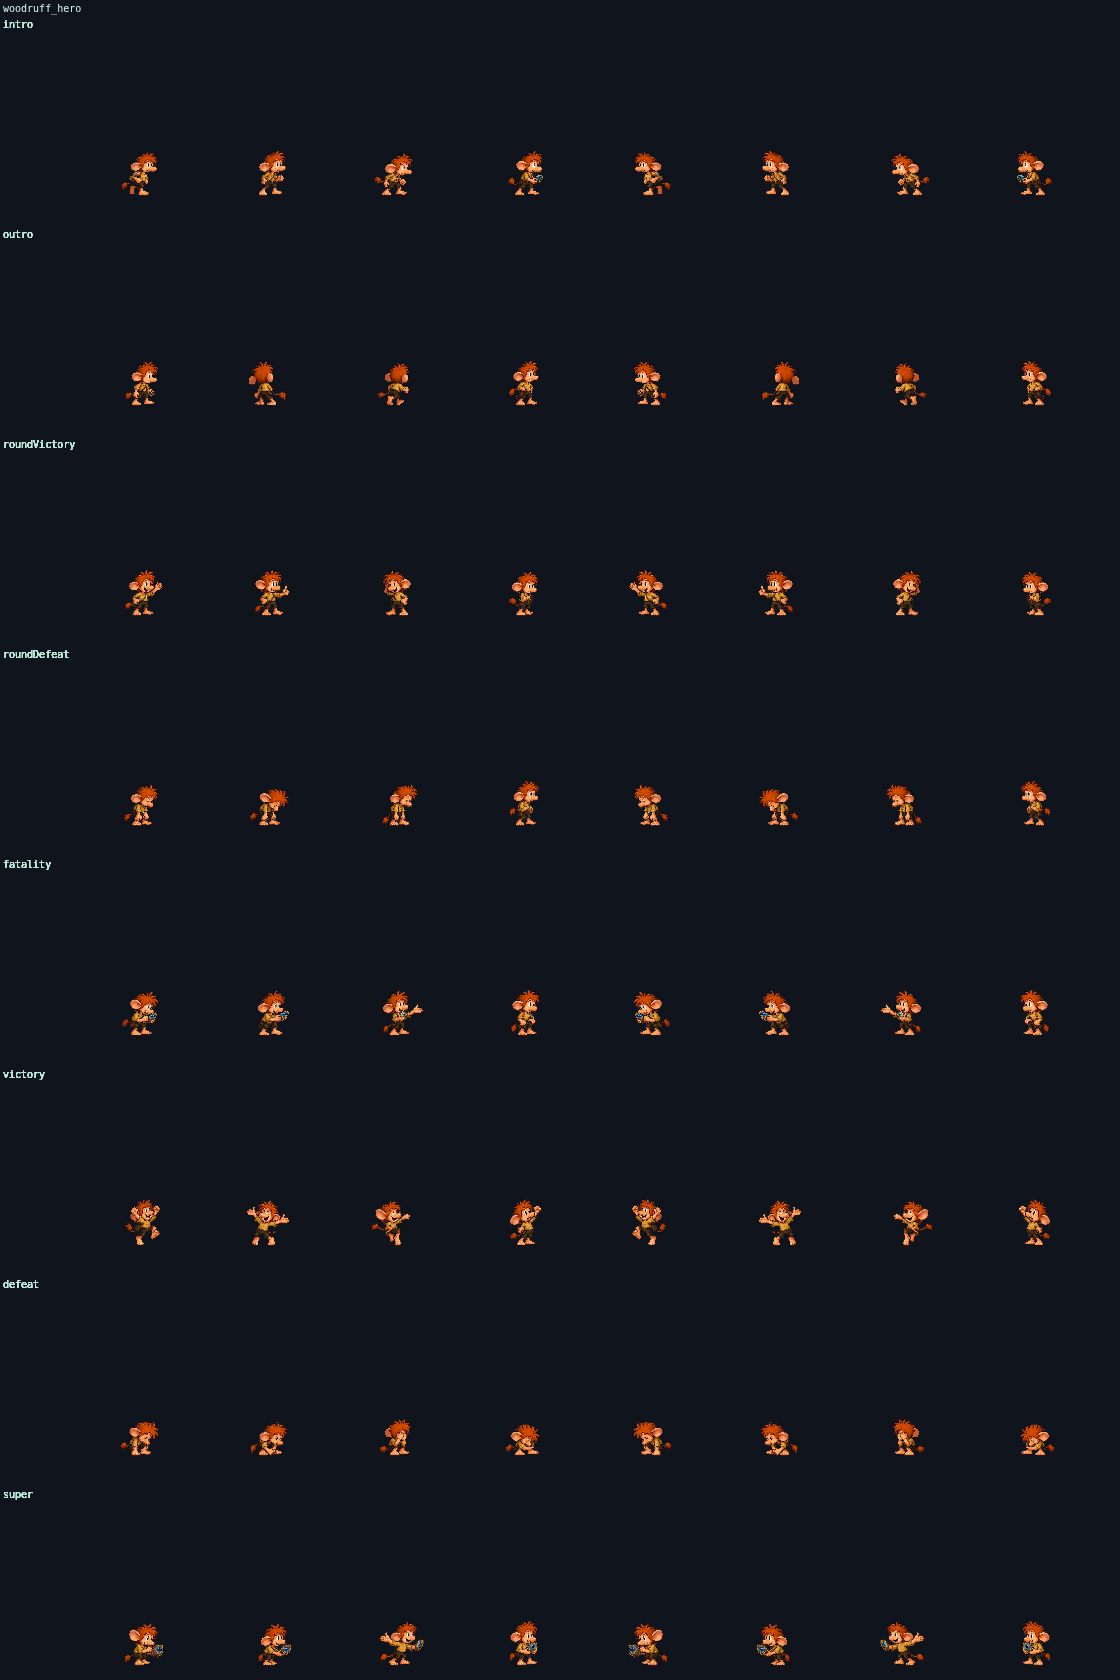 woodruff_hero
intro
outro
roundVictory
roundDefeat
fatality
victory
defeat
super